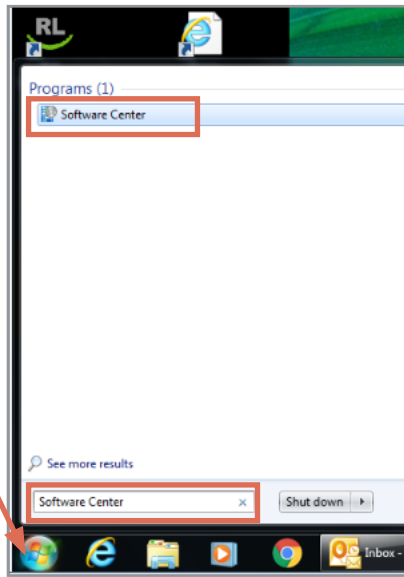 RL
Programs (1)
Software Center
See more results
Software Center
Shut down
Inbox -